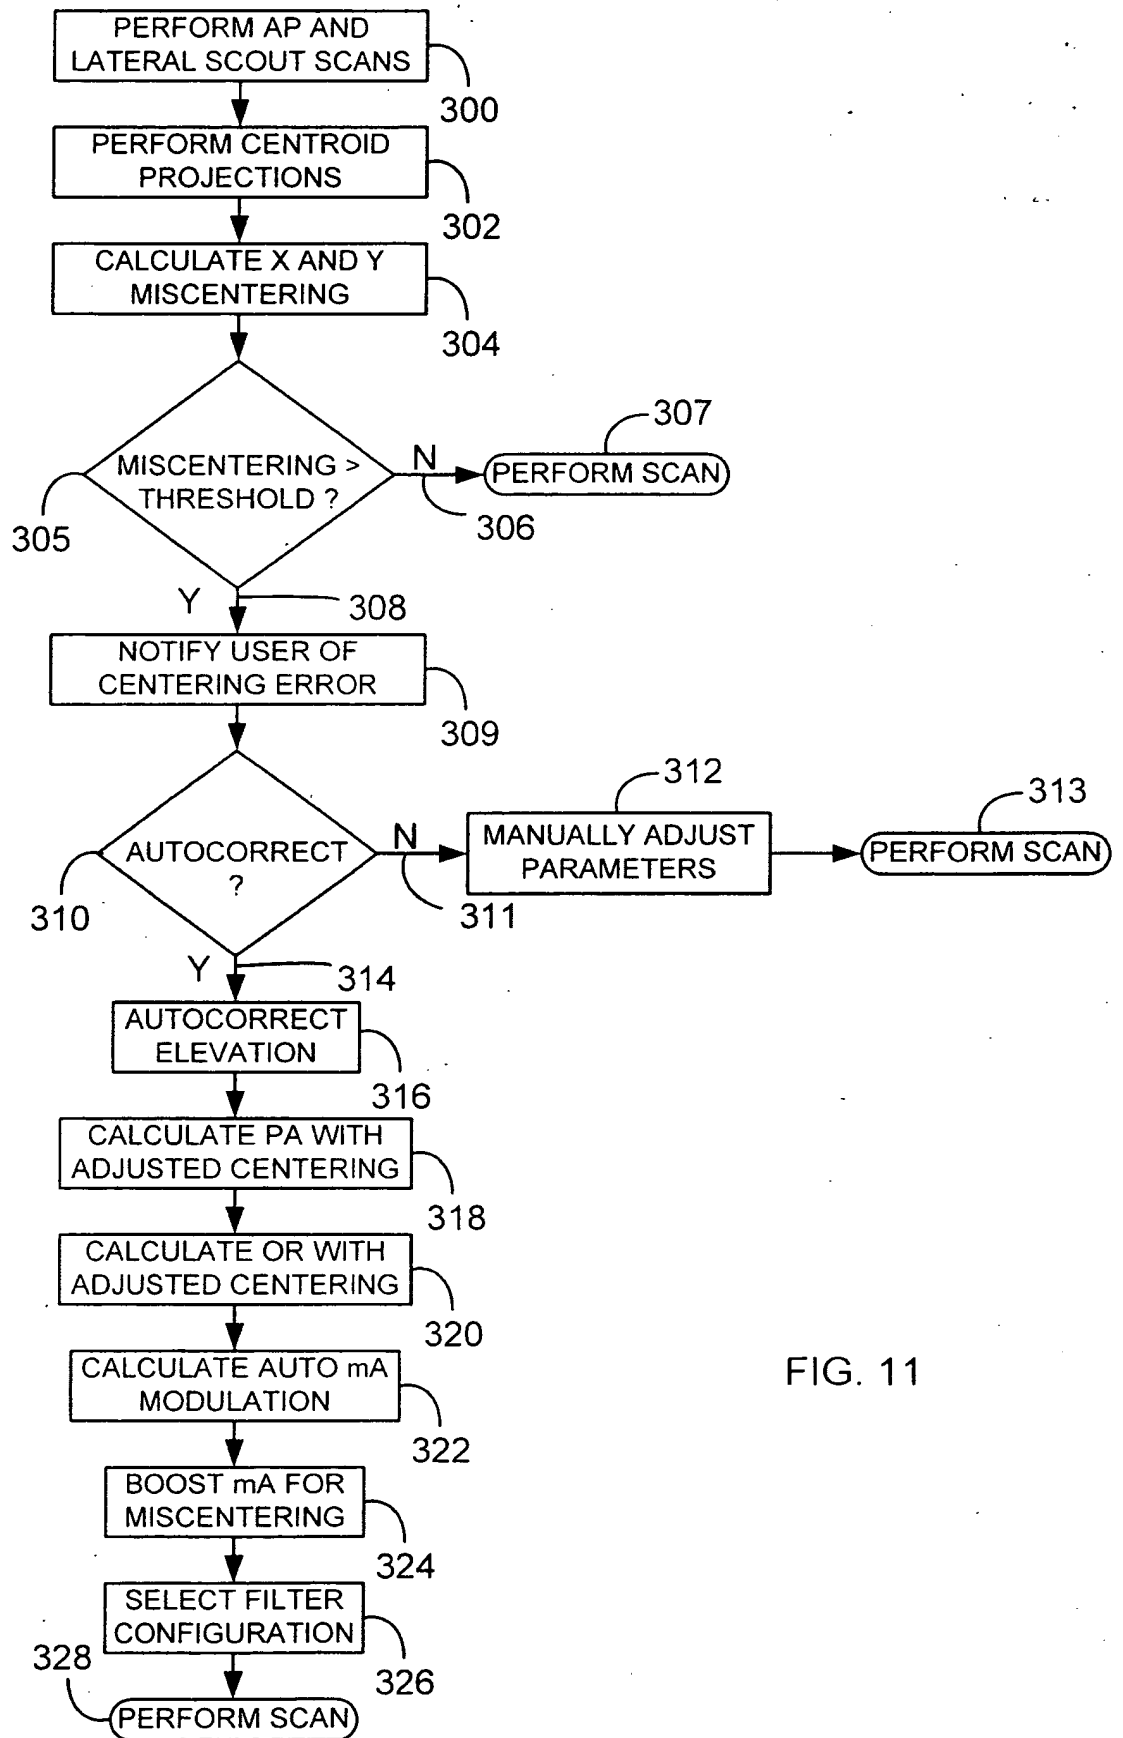 PERFORM AP AND
LATERAL SCOUT SCANS
300
PERFORM CENTROID
PROJECTIONS
302
CALCULATE X AND Y
MISCENTERING
304
MISCENTERING >
THRESHOLD ?
305
N
306
307
PERFORM SCAN
Y
308
NOTIFY USER OF
CENTERING ERROR
309
AUTOCORRECT
?
310
N
311
312
MANUALLY ADJUST
PARAMETERS
313
PERFORM SCAN
Y
314
AUTOCORRECT
ELEVATION
316
CALCULATE PA WITH
ADJUSTED CENTERING
318
CALCULATE OR WITH
ADJUSTED CENTERING
320
CALCULATE AUTO mA
MODULATION
322
BOOST mA FOR
MISCENTERING
324
SELECT FILTER
CONFIGURATION
326
328
PERFORM SCAN
FIG. 11